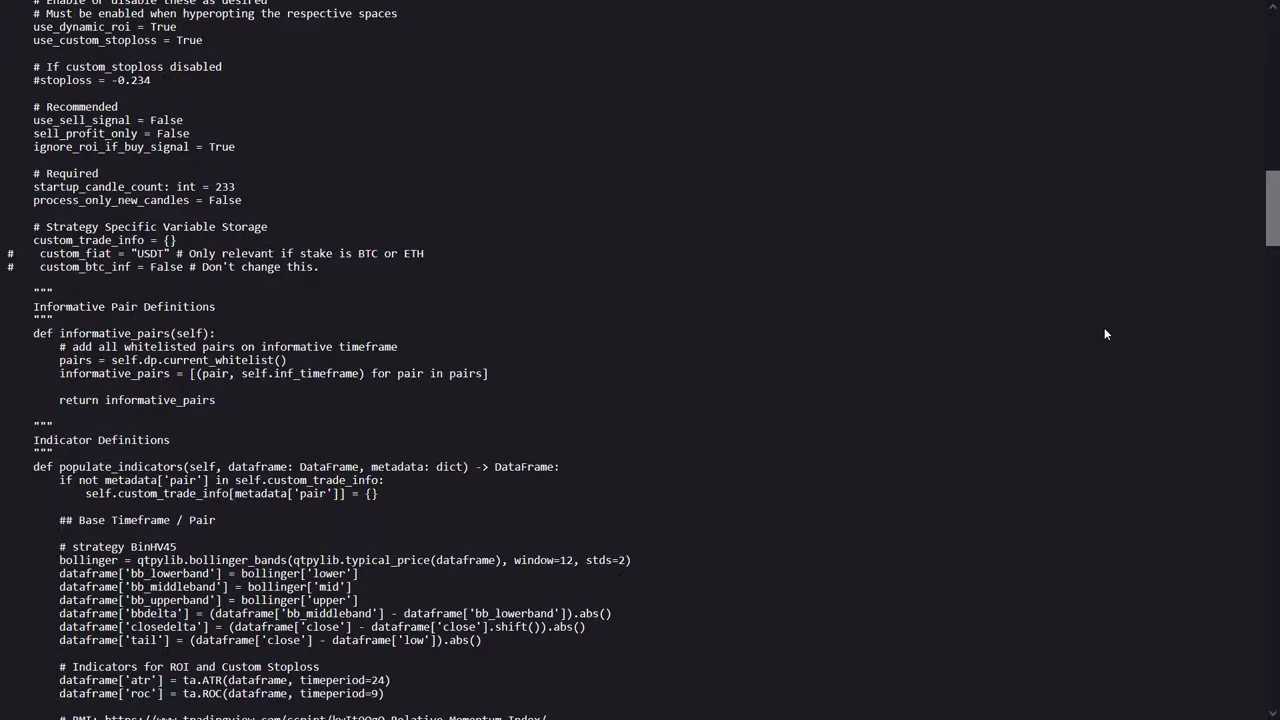 # Enable or disable these as desired
# Must be enabled when hyperopting the respective spaces
use_dynamic_roi = True
use_custom_stoploss = True
# If custom_stoploss disabled
#stoploss = -0.234
# Recommended
use_sell_signal = False
sell_profit_only = False
ignore_roi_if_buy_signal = True
# Required
startup_candle_count: int = 233
process_only_new_candles = False
# Strategy Specific Variable Storage
custom_trade_info = {}
#    custom_fiat = "USDT" # Only relevant if stake is BTC or ETH
#    custom_btc_inf = False # Don't change this.
"""
Informative Pair Definitions
"""
def informative_pairs(self):
# add all whitelisted pairs on informative timeframe
pairs = self.dp.current_whitelist()
informative_pairs = [(pair, self.inf_timeframe) for pair in pairs]
return informative_pairs
"""
Indicator Definitions
"""
def populate_indicators(self, dataframe: DataFrame, metadata: dict) -> DataFrame:
if not metadata['pair'] in self.custom_trade_info:
self.custom_trade_info[metadata['pair']] = {}
## Base Timeframe / Pair
# strategy BinHV45
bollinger = qtpylib.bollinger_bands(qtpylib.typical_price(dataframe), window=12, stds=2)
dataframe['bb_lowerband'] = bollinger['lower']
dataframe['bb_middleband'] = bollinger['mid']
dataframe['bb_upperband'] = bollinger['upper']
dataframe['bbdelta'] = (dataframe['bb_middleband'] - dataframe['bb_lowerband']).abs()
dataframe['closedelta'] = (dataframe['close'] - dataframe['close'].shift()).abs()
dataframe['tail'] = (dataframe['close'] - dataframe['low']).abs()
# Indicators for ROI and Custom Stoploss
dataframe['atr'] = ta.ATR(dataframe, timeperiod=24)
dataframe['roc'] = ta.ROC(dataframe, timeperiod=9)
# RMI: https://www.tradingview.com/script/